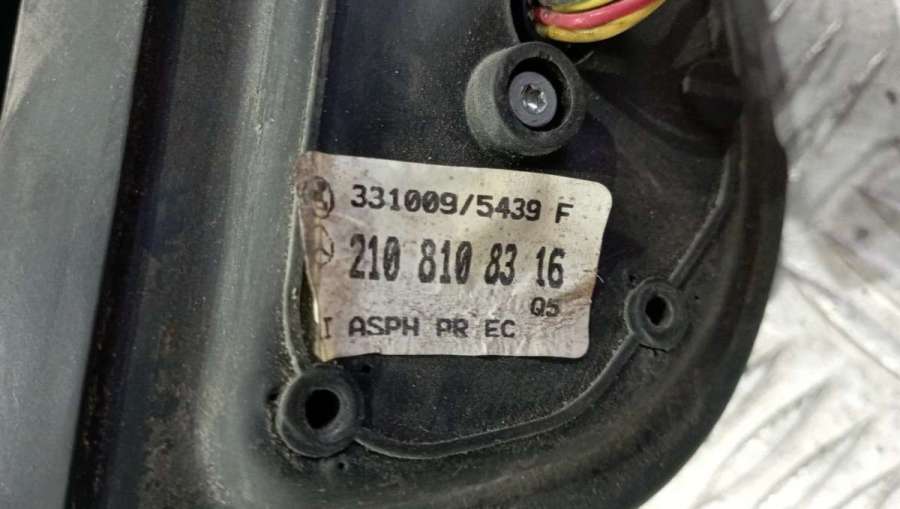 331009/5439 F
210 810 83 16
Q5
I ASPH PR EC